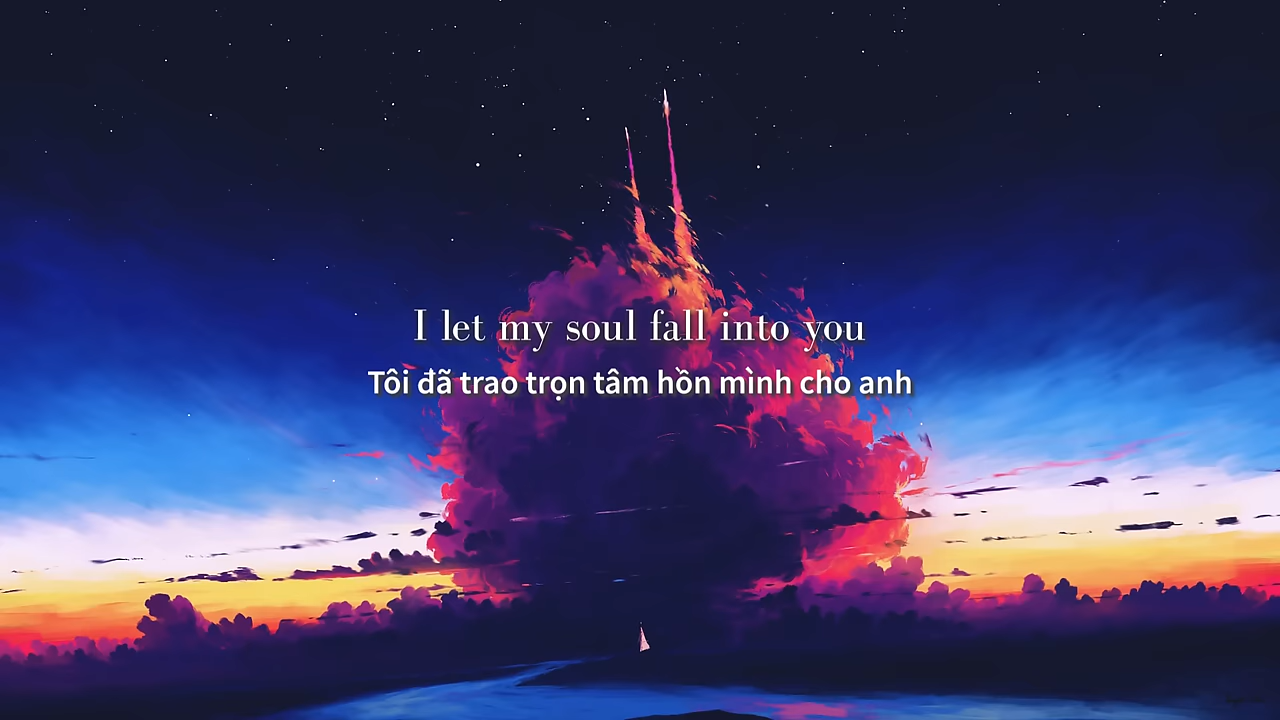 I let my soul fall into you
Tôi đã trao trọn tâm hồn mình cho anh